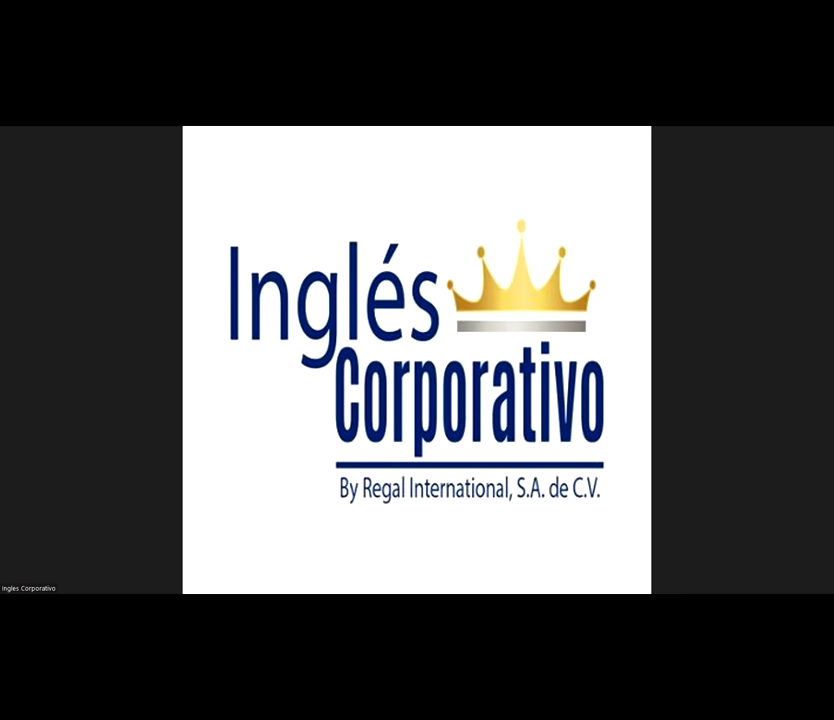 Inglés
Corporativo
By Regal International, S.A. de C.V.
Ingles Corporativo